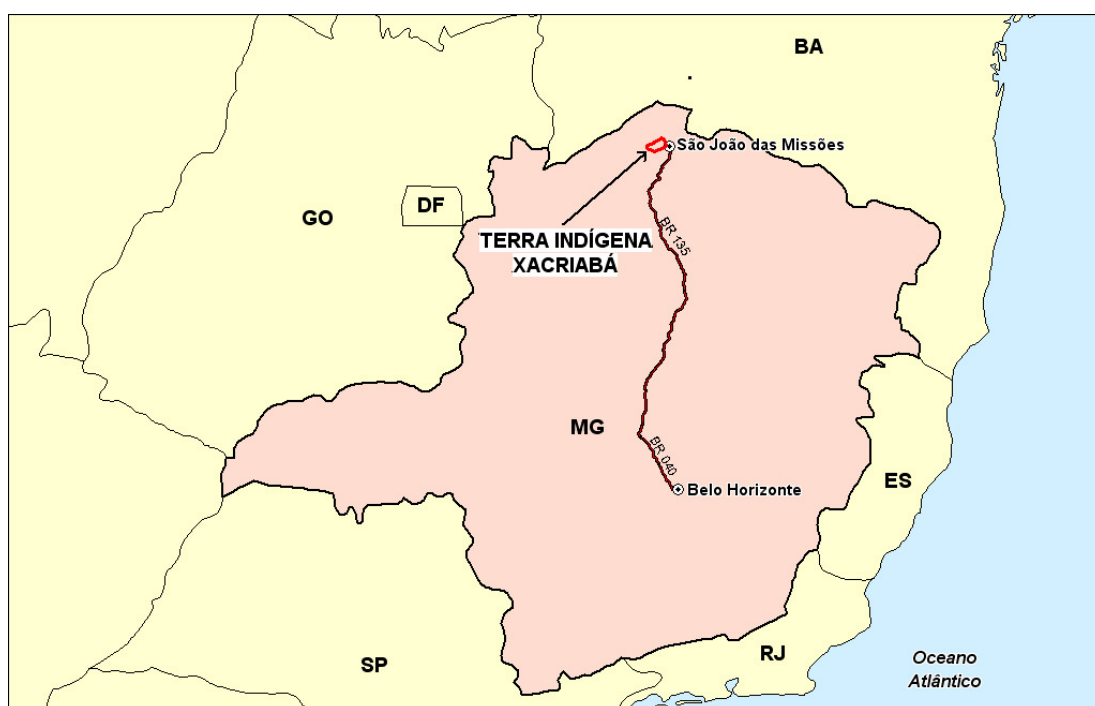 BA
São João das Missões
DF
GO
BR 135
TERRA INDÍGENA
XACRIABÁ
MG
BR 040
ES
Belo Horizonte
SP
RJ
Oceano
Atlântico